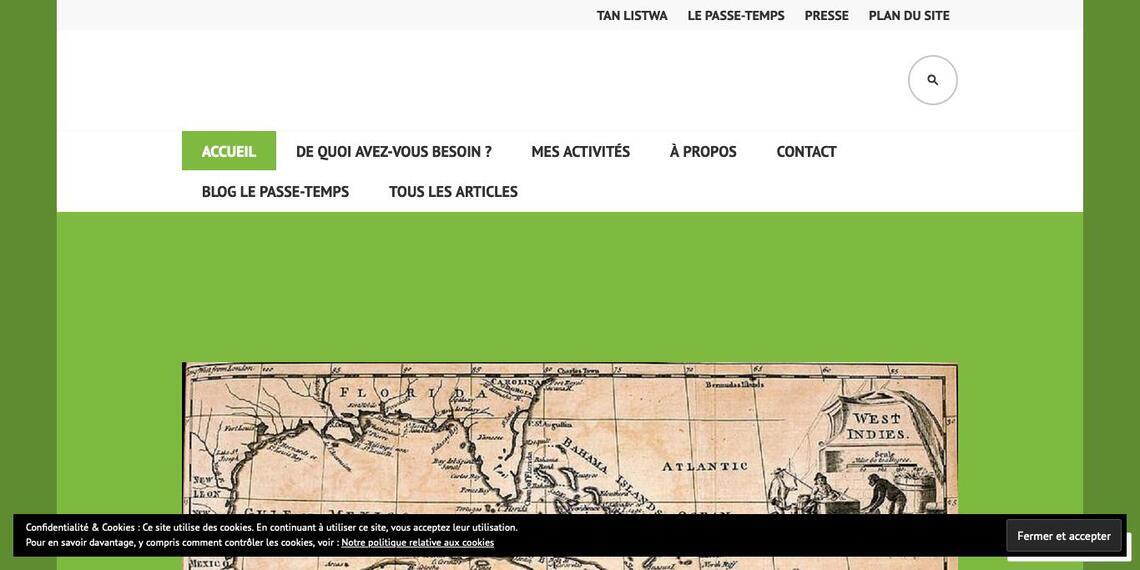 TAN LISTWA LE PASSE-TEMPS PRESSE PLAN DU SITE
ACCUEIL DE QUOI AVEZ-VOUS BESOIN ? MES ACTIVITÉS À PROPOS CONTACT
BLOG LE PASSE-TEMPS TOUS LES ARTICLES
Charles Town
CAROLINA
Bermudas Islands
FLORIDA
WEST
INDIES.
Scale
BAHAMA ISLANDS
ATLANTIC
NEW
LEON
Confidentialité & Cookies : Ce site utilise des cookies. En continuant à utiliser ce site, vous acceptez leur utilisation.
Pour en savoir davantage, y compris comment contrôler les cookies, voir : Notre politique relative aux cookies
Fermer et accepter
MEXICO